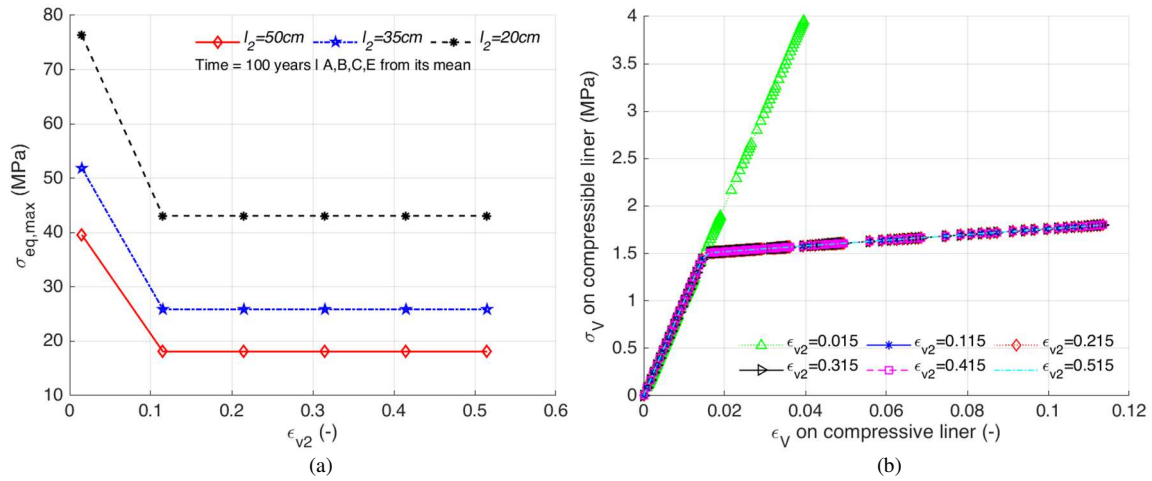 80
70
60
50
40
30
20
10
σeq,max (MPa)
l2=50cm l2=35cm l2=20cm
Time = 100 years I A,B,C,E from its mean
0 0.1 0.2 0.3 0.4 0.5 0.6
ϵv2 (-)
(a)
4
3.5
3
2.5
2
1.5
1
0.5
0
σV on compressible liner (MPa)
ϵv2=0.015 ϵv2=0.115 ϵv2=0.215
ϵv2=0.315 ϵv2=0.415 ϵv2=0.515
0 0.02 0.04 0.06 0.08 0.1 0.12
ϵV on compressive liner (-)
(b)